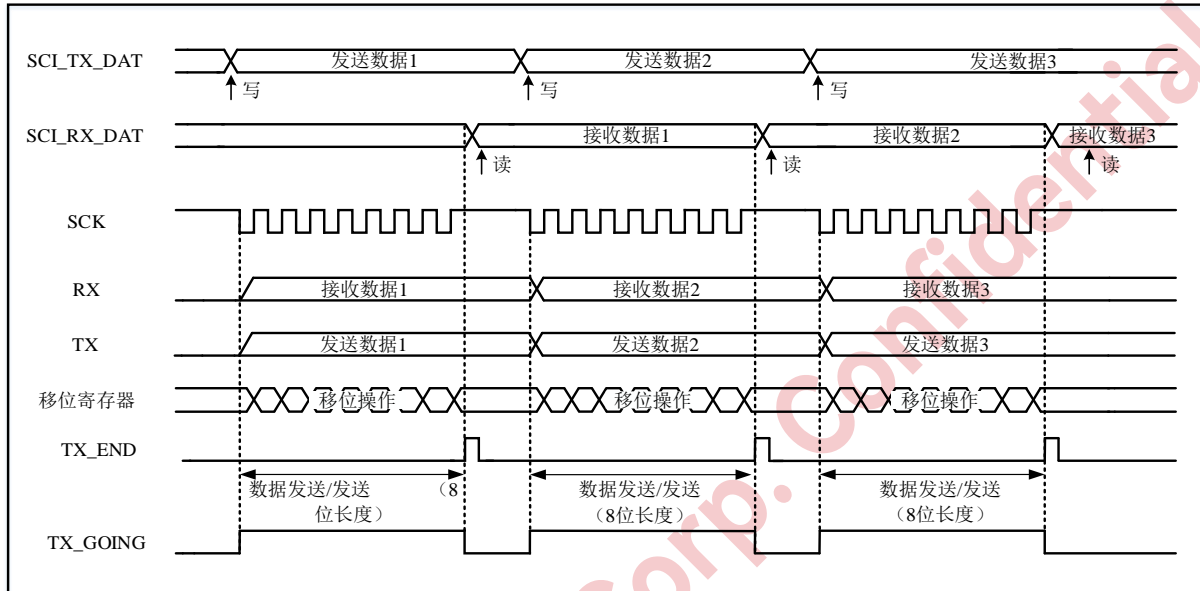 SCI_TX_DAT
发送数据1
发送数据2
发送数据3
写
写
写
SCI_RX_DAT
接收数据1
接收数据2
接收数据3
读
读
读
SCK
RX
接收数据1
接收数据2
接收数据3
TX
发送数据1
发送数据2
发送数据3
移位寄存器
移位操作
移位操作
移位操作
TX_END
数据发送/发送 （8
位长度）
数据发送/发送
（8位长度）
数据发送/发送
（8位长度）
TX_GOING
Corp. Confidential